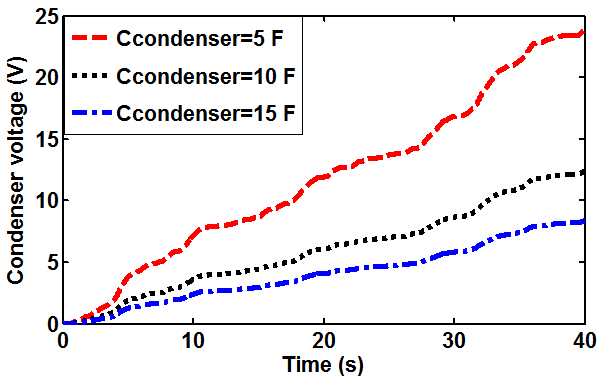 25
20
15
10
5
0
Condenser voltage (V)
Ccondenser=5 F
Ccondenser=10 F
Ccondenser=15 F
0 10 20 30 40
Time (s)